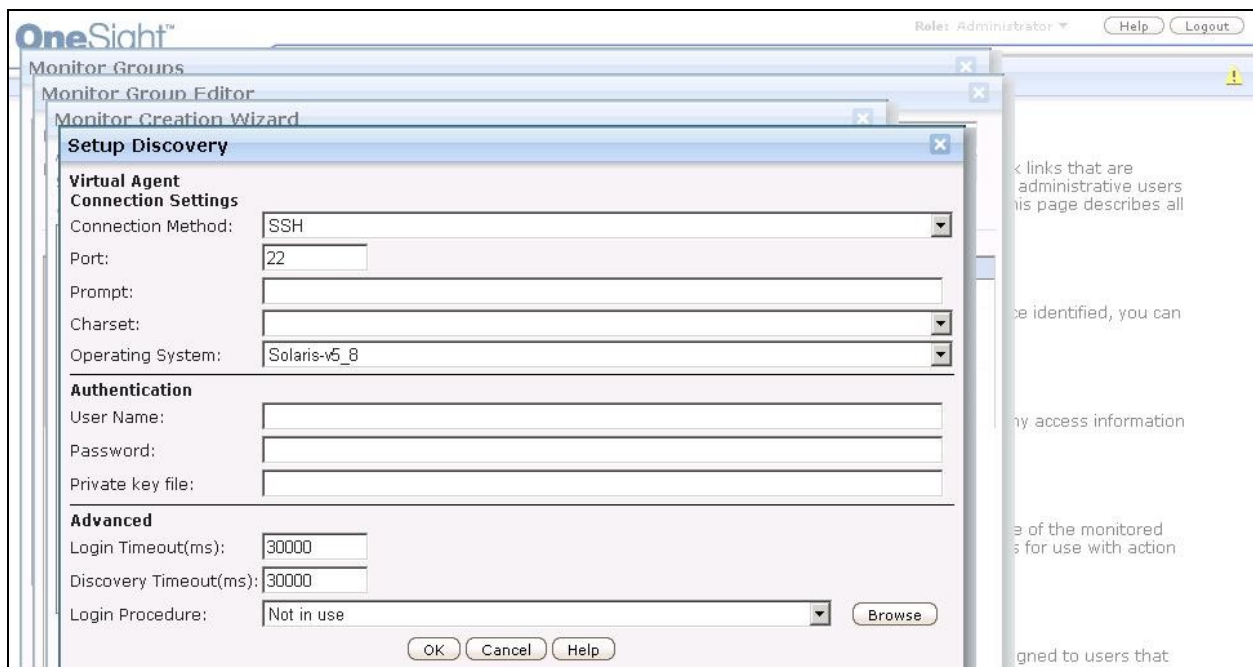 OneSight™
Role: Administrator
Help
Logout
Monitor Groups
Monitor Group Editor
Monitor Creation Wizard
Setup Discovery
Virtual Agent
Connection Settings
Connection Method: SSH
Port: 22
Prompt:
Charset:
Operating System: Solaris-v5_8
Authentication
User Name:
Password:
Private key file:
Advanced
Login Timeout(ms): 30000
Discovery Timeout(ms): 30000
Login Procedure: Not in use
Browse
OK
Cancel
Help
links that are
administrative users
his page describes all
ce identified, you can
ny access information
e of the monitored
s for use with action
gned to users that